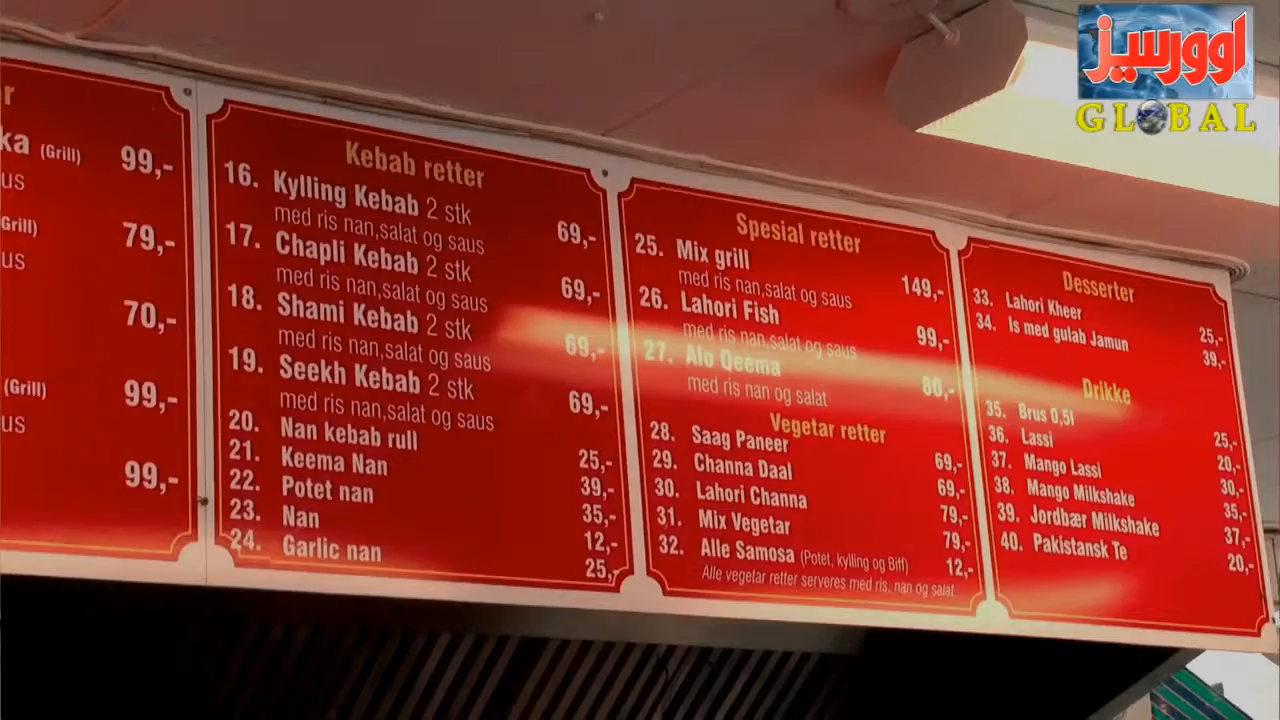 r
ka (Grill) 99,-
us
Grill) 79,-
us
70,-
(Grill) 99,-
us
99,-
Kebab retter
16. Kylling Kebab 2 stk
med ris nan,salat og saus 69,-
17. Chapli Kebab 2 stk
med ris nan,salat og saus 69,-
18. Shami Kebab 2 stk
med ris nan,salat og saus 69,-
19. Seekh Kebab 2 stk
med ris nan,salat og saus 69,-
20. Nan kebab rull 25,-
21. Keema Nan 39,-
22. Potet nan 35,-
23. Nan 12,-
24. Garlic nan 25,-
Spesial retter
25. Mix grill
med ris nan,salat og saus 149,-
26. Lahori Fish
med ris nan,salat og saus 99,-
27. Alo Qeema
med ris nan og salat 80,-
Vegetar retter
28. Saag Paneer 69,-
29. Channa Daal 69,-
30. Lahori Channa 79,-
31. Mix Vegetar 79,-
32. Alle Samosa (Potet, kylling og Biff) 12,-
Alle vegetar retter serveres med ris, nan og salat
Desserter
33. Lahori Kheer 25,-
34. Is med gulab Jamun 39,-
Drikke
35. Brus 0,5l 25,-
36. Lassi 20,-
37. Mango Lassi 30,-
38. Mango Milkshake 35,-
39. Jordbær Milkshake 37,-
40. Pakistansk Te 20,-
اوورسیز
GLOBAL